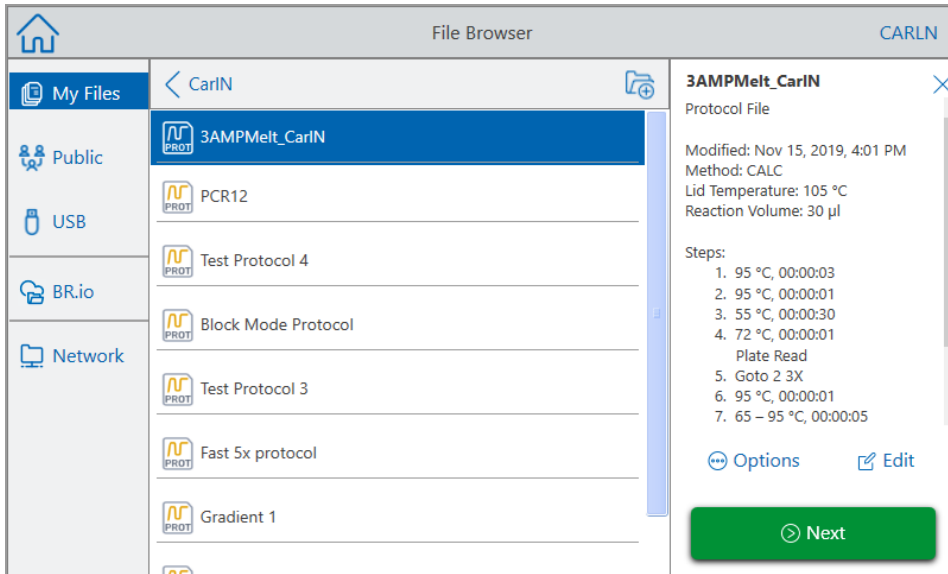 File Browser
CARLN
My Files
Public
USB
BR.io
Network
CarIN
PROT
3AMPMelt_CarIN
PROT
PCR12
PROT
Test Protocol 4
PROT
Block Mode Protocol
PROT
Test Protocol 3
PROT
Fast 5x protocol
PROT
Gradient 1
3AMPMelt_CarIN
Protocol File
Modified: Nov 15, 2019, 4:01 PM
Method: CALC
Lid Temperature: 105 °C
Reaction Volume: 30 µl
Steps:
1. 95 °C, 00:00:03
2. 95 °C, 00:00:01
3. 55 °C, 00:00:30
4. 72 °C, 00:00:01
Plate Read
5. Goto 2 3X
6. 95 °C, 00:00:01
7. 65 – 95 °C, 00:00:05
Options
Edit
Next